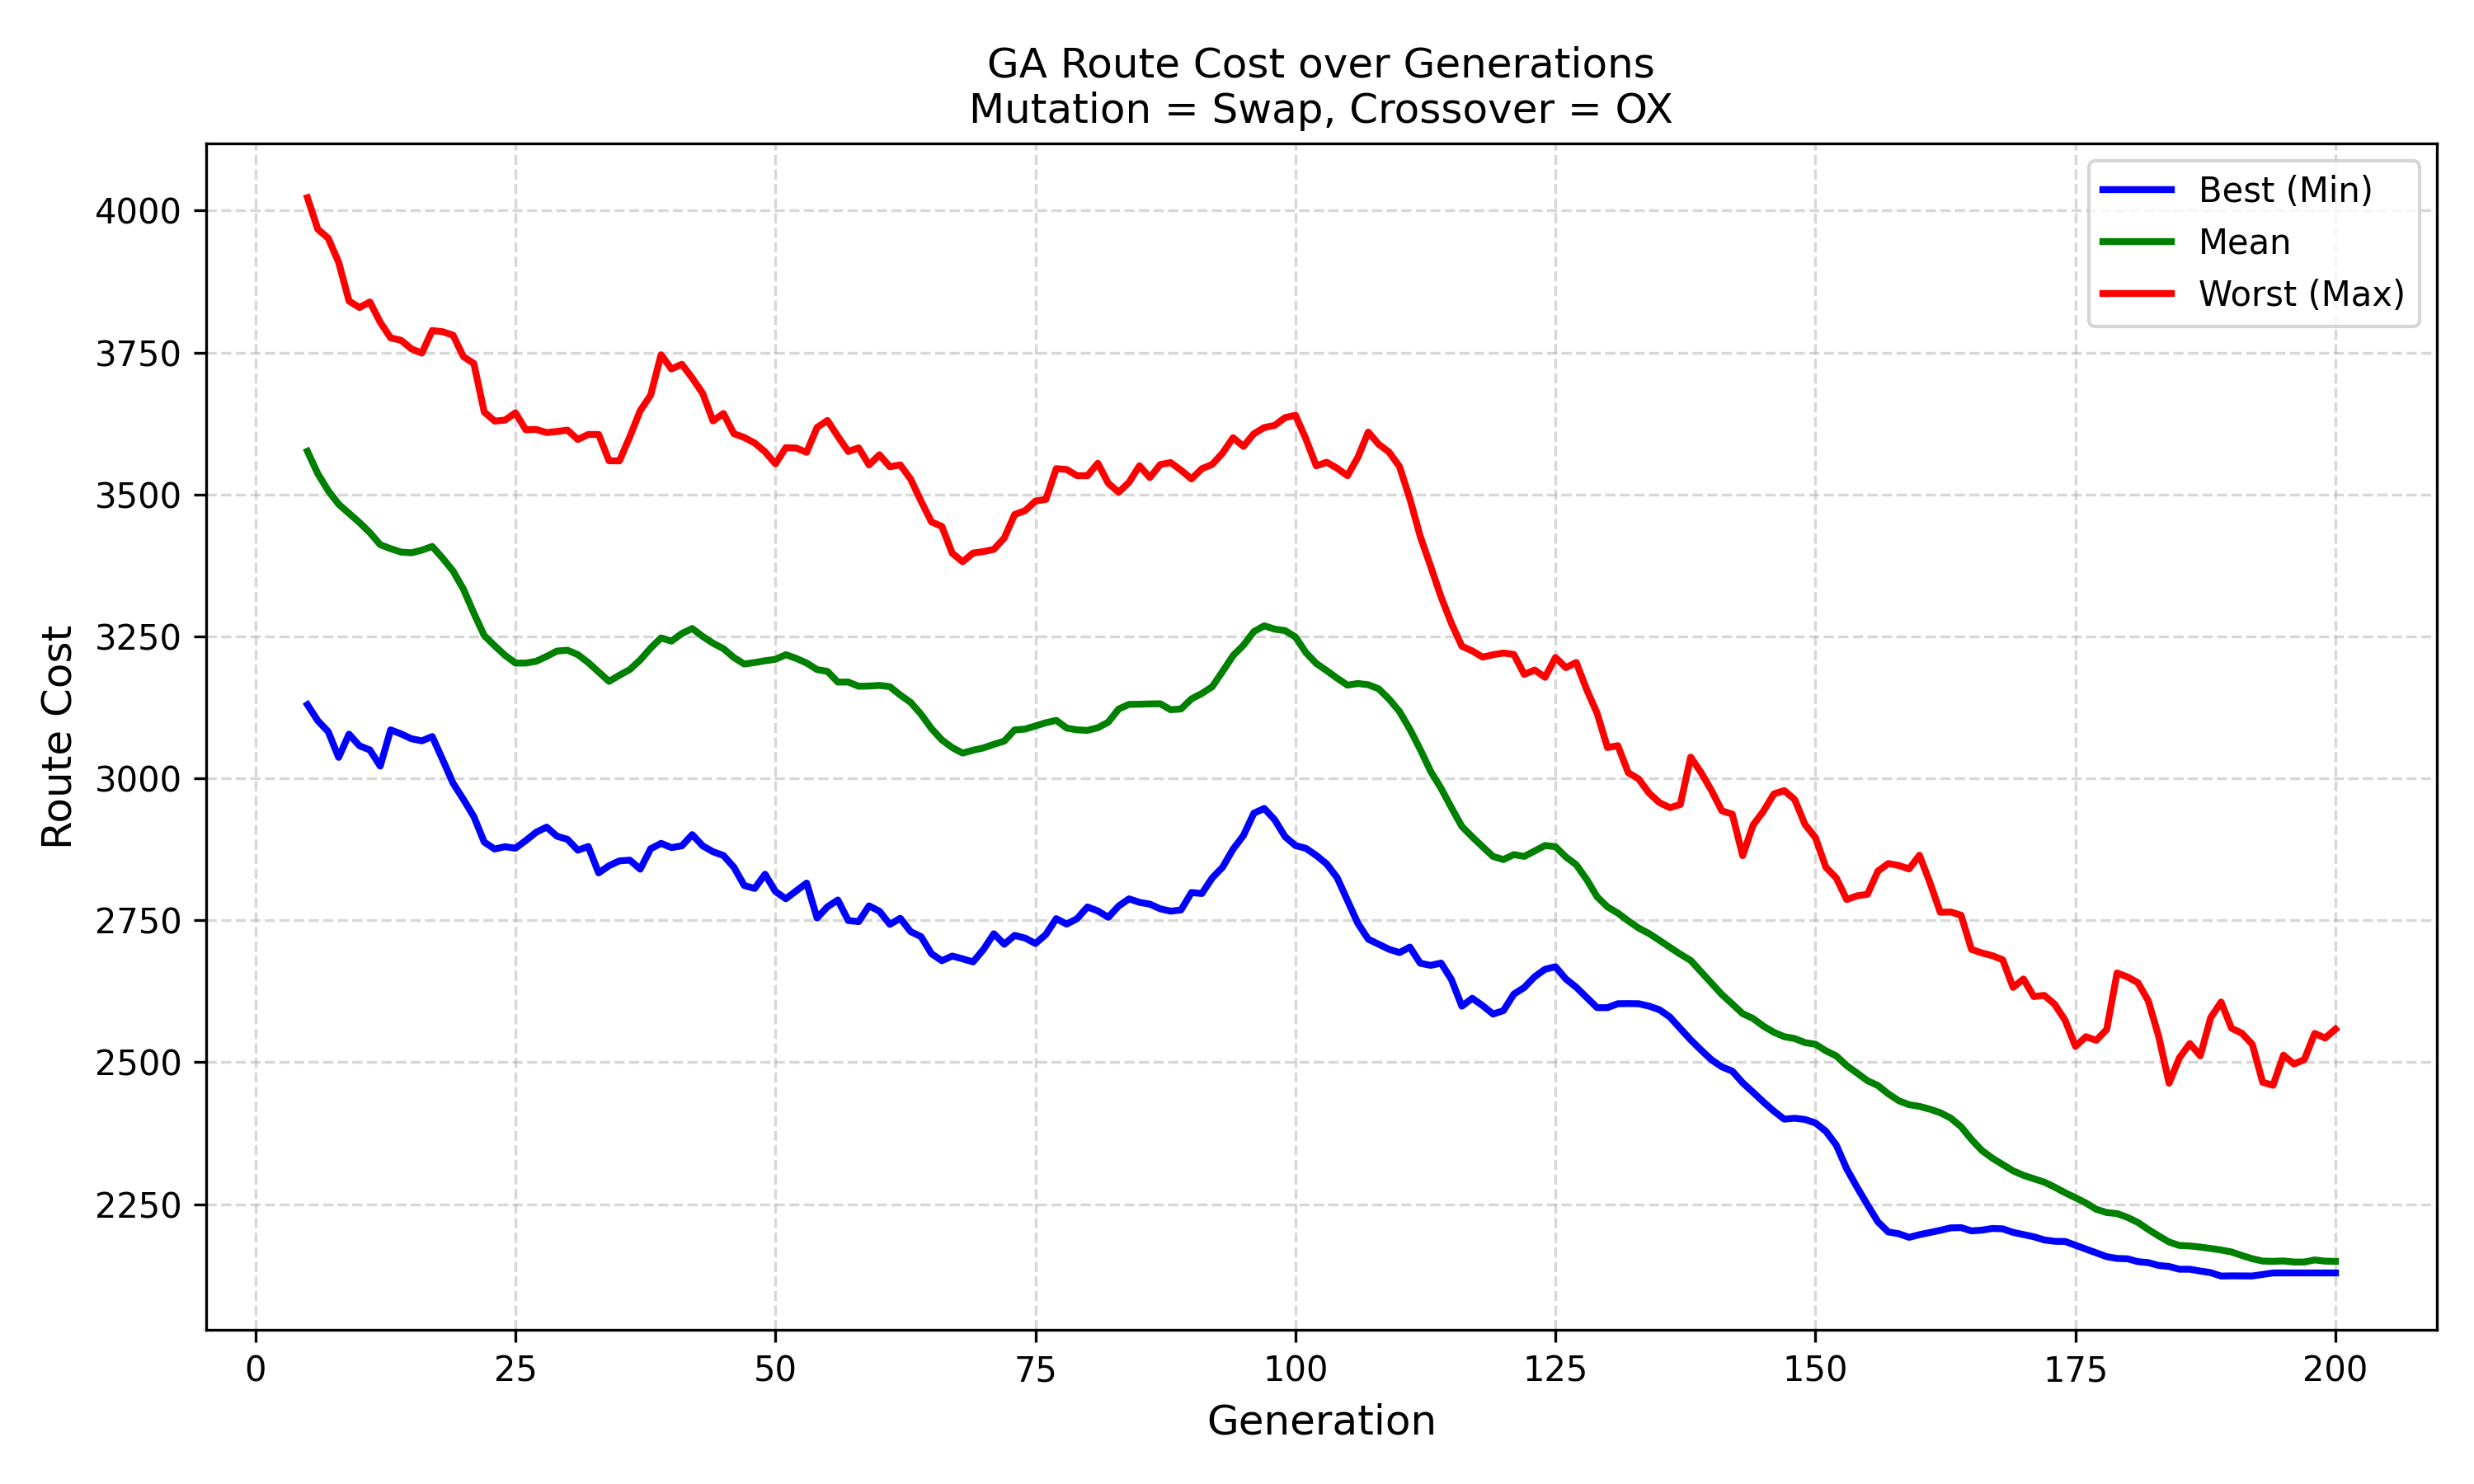 GA Route Cost over Generations
Mutation = Swap, Crossover = OX
Best (Min)
Mean
Worst (Max)
Route Cost
4000
3750
3500
3250
3000
2750
2500
2250
0 25 50 75 100 125 150 175 200
Generation